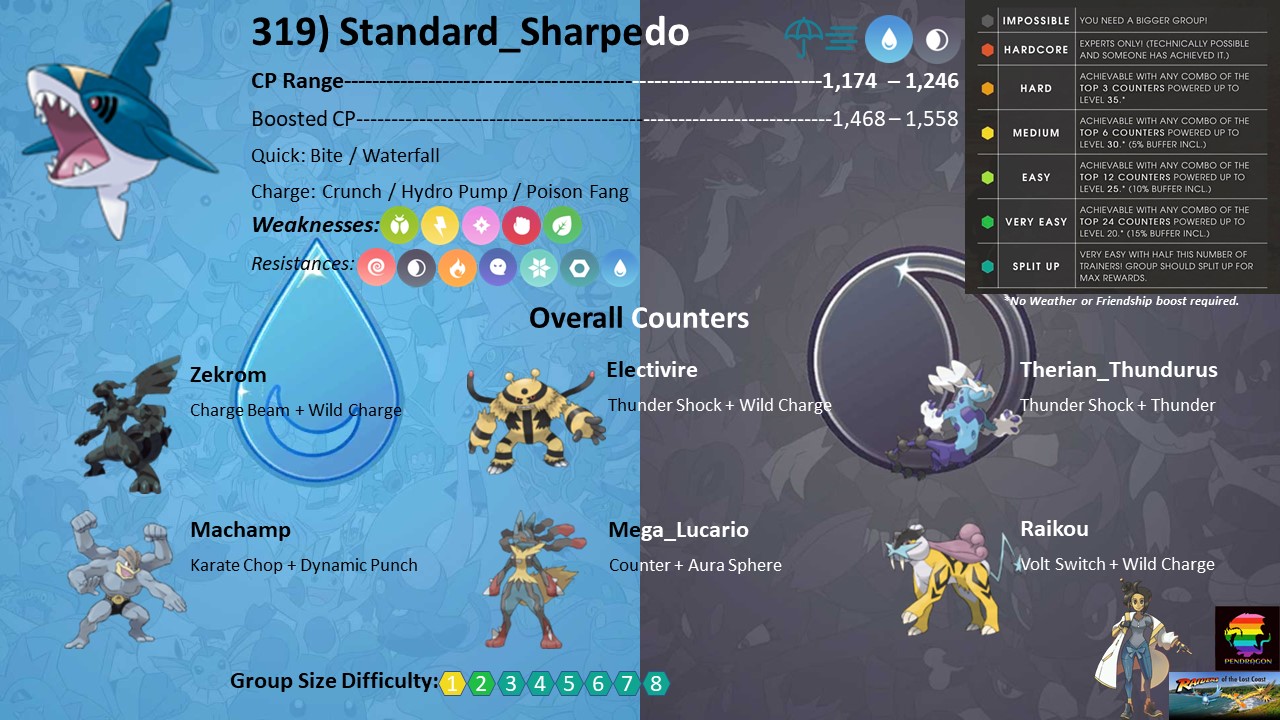 319) Standard_Sharpedo
CP Range------------------------------------------------------------------------1,174 – 1,246
Boosted CP------------------------------------------------------------------------1,468 – 1,558
Quick: Bite / Waterfall
Charge: Crunch / Hydro Pump / Poison Fang
Weaknesses:
Resistances:
IMPOSSIBLE YOU NEED A BIGGER GROUP!
HARDCORE EXPERTS ONLY! (TECHNICALLY POSSIBLE
AND SOMEONE HAS ACHIEVED IT.)
HARD ACHIEVABLE WITH ANY COMBO OF THE
TOP 3 COUNTERS POWERED UP TO
LEVEL 35.*
MEDIUM ACHIEVABLE WITH ANY COMBO OF THE
TOP 6 COUNTERS POWERED UP TO
LEVEL 30.* (5% BUFFER INCL.)
EASY ACHIEVABLE WITH ANY COMBO OF THE
TOP 12 COUNTERS POWERED UP TO
LEVEL 25.* (10% BUFFER INCL.)
VERY EASY ACHIEVABLE WITH ANY COMBO OF THE
TOP 24 COUNTERS POWERED UP TO
LEVEL 20.* (15% BUFFER INCL.)
SPLIT UP VERY EASY WITH HALF THIS NUMBER OF
TRAINERS! GROUP SHOULD SPLIT UP FOR
MAX REWARDS.
*No Weather or Friendship boost required.
Overall Counters
Zekrom
Charge Beam + Wild Charge
Electivire
Thunder Shock + Wild Charge
Therian_Thundurus
Thunder Shock + Thunder
Machamp
Karate Chop + Dynamic Punch
Mega_Lucario
Counter + Aura Sphere
Raikou
Volt Switch + Wild Charge
Group Size Difficulty: 1 2 3 4 5 6 7 8
PENDRAGON
RAIDERS of the Lost Coast